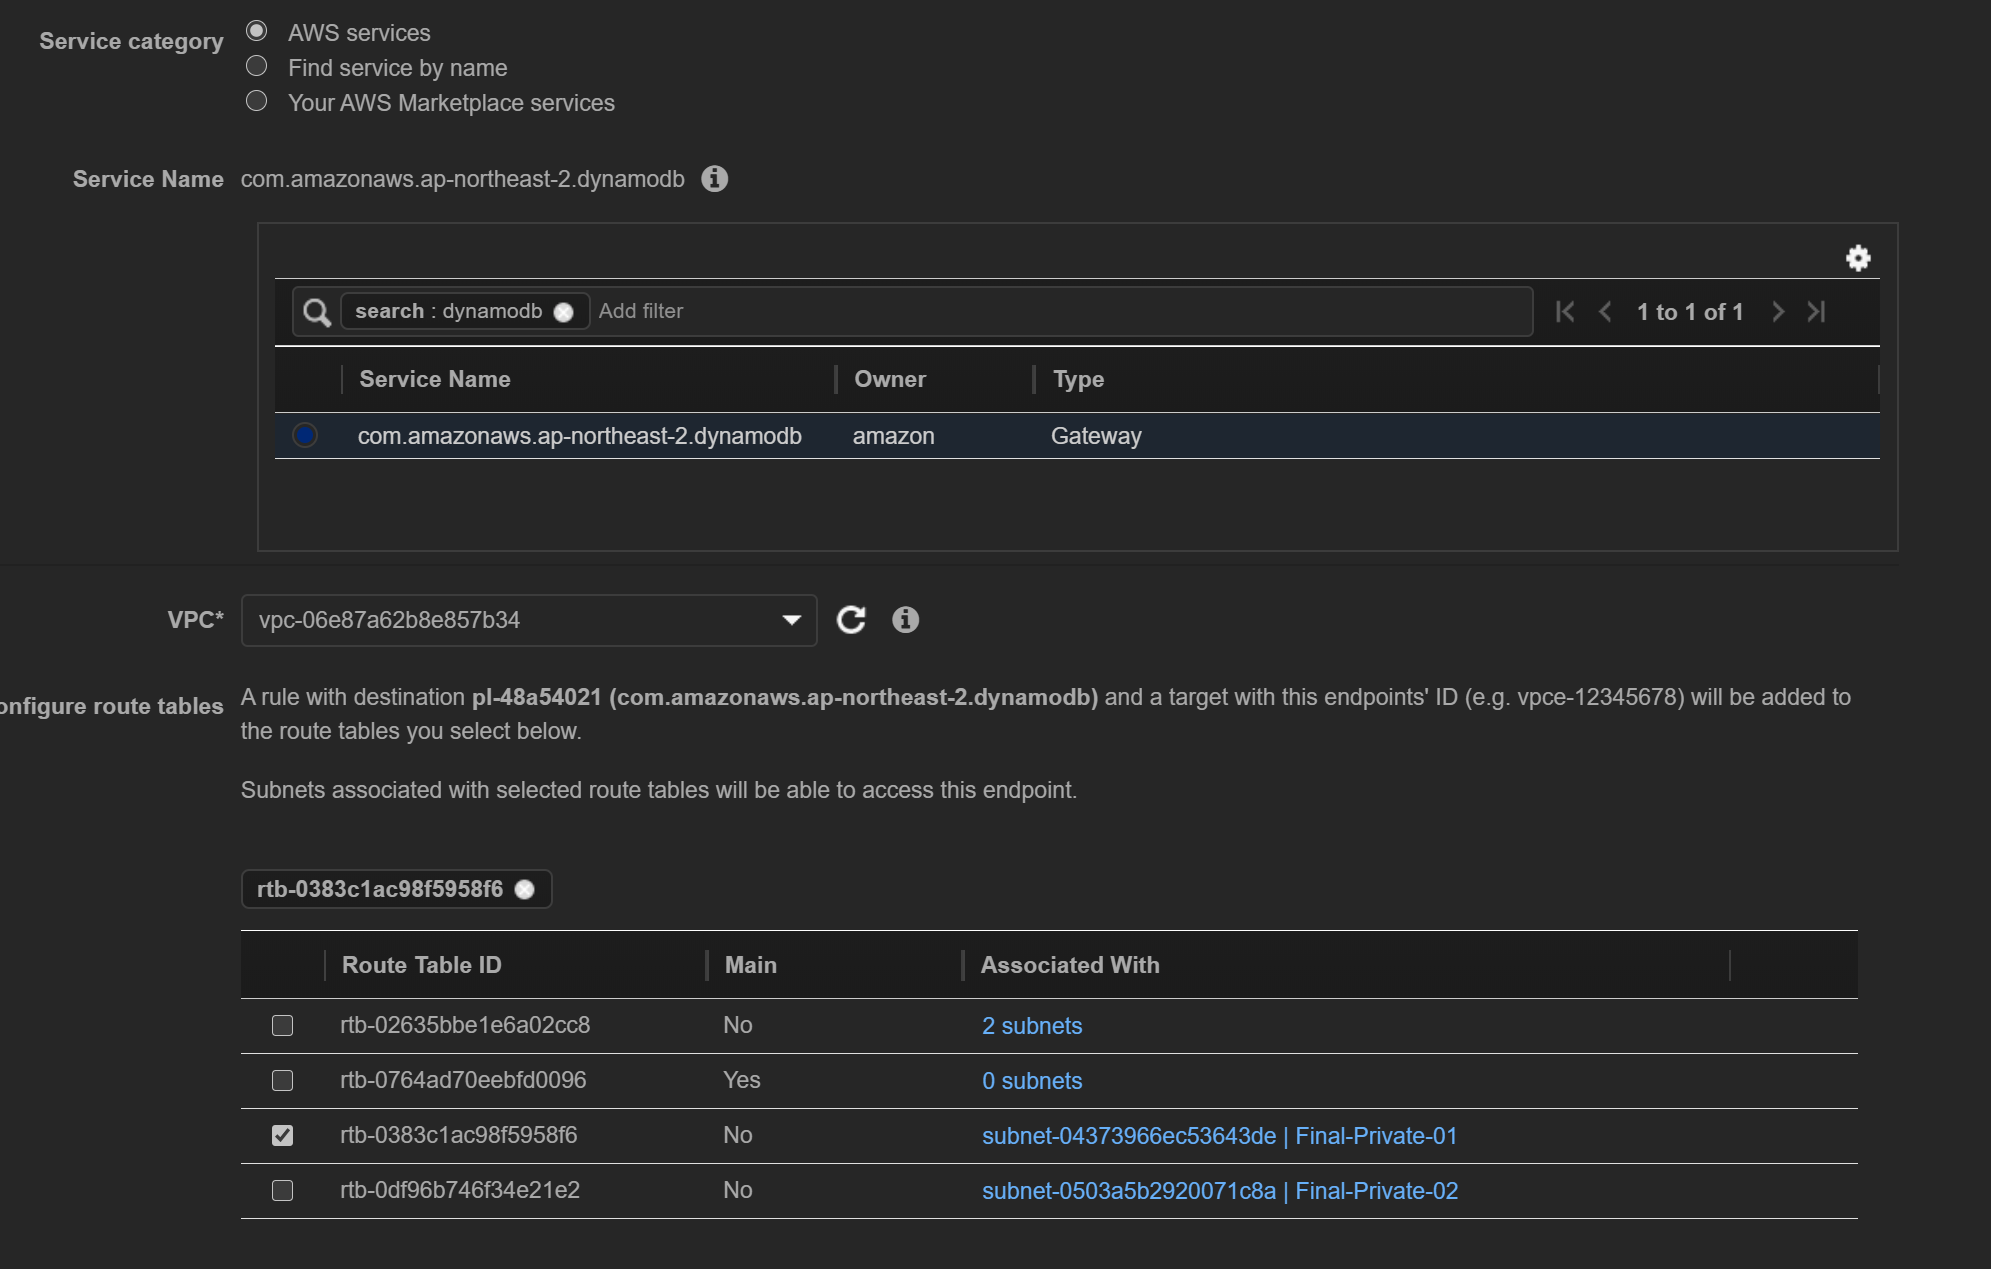 Service category
AWS services
Find service by name
Your AWS Marketplace services
Service Name com.amazonaws.ap-northeast-2.dynamodb
search : dynamodb Add filter 1 to 1 of 1
Service Name Owner Type
com.amazonaws.ap-northeast-2.dynamodb amazon Gateway
VPC* vpc-06e87a62b8e857b34
onfigure route tables A rule with destination pl-48a54021 (com.amazonaws.ap-northeast-2.dynamodb) and a target with this endpoints' ID (e.g. vpce-12345678) will be added to
the route tables you select below.
Subnets associated with selected route tables will be able to access this endpoint.
rtb-0383c1ac98f5958f6
Route Table ID Main Associated With
rtb-02635bbe1e6a02cc8 No 2 subnets
rtb-0764ad70eebfd0096 Yes 0 subnets
rtb-0383c1ac98f5958f6 No subnet-04373966ec53643de | Final-Private-01
rtb-0df96b746f34e21e2 No subnet-0503a5b2920071c8a | Final-Private-02